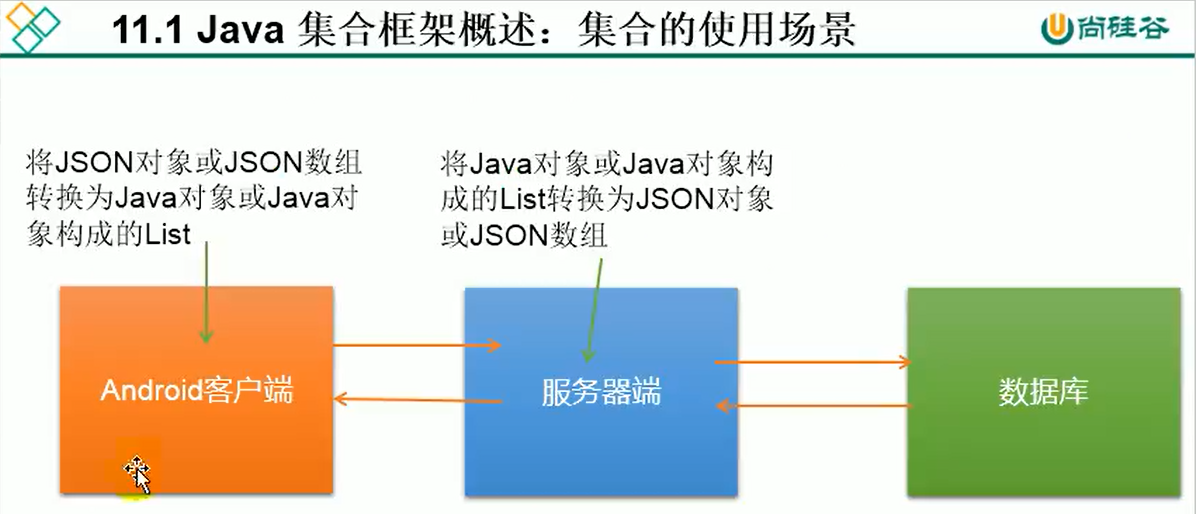 11.1 Java 集合框架概述：集合的使用场景
尚硅谷
将JSON对象或JSON数组
转换为Java对象或Java对
象构成的List
将Java对象或Java对象构
成的List转换为JSON对象
或JSON数组
Android客户端
服务器端
数据库